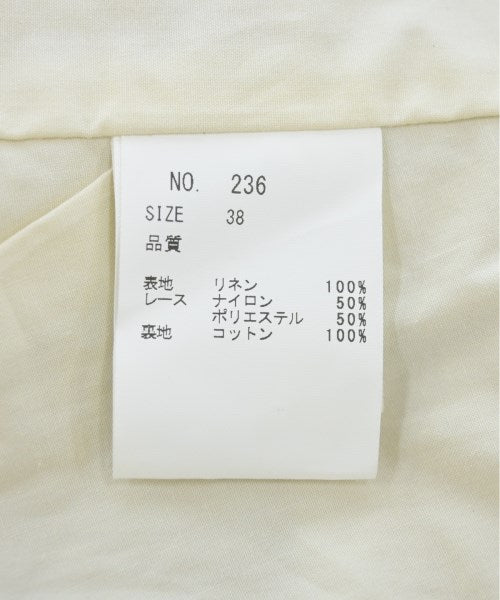 NO. 236
SIZE 38
品質
表地 リネン 100%
レース ナイロン 50%
ポリエステル 50%
裏地 コットン 100%